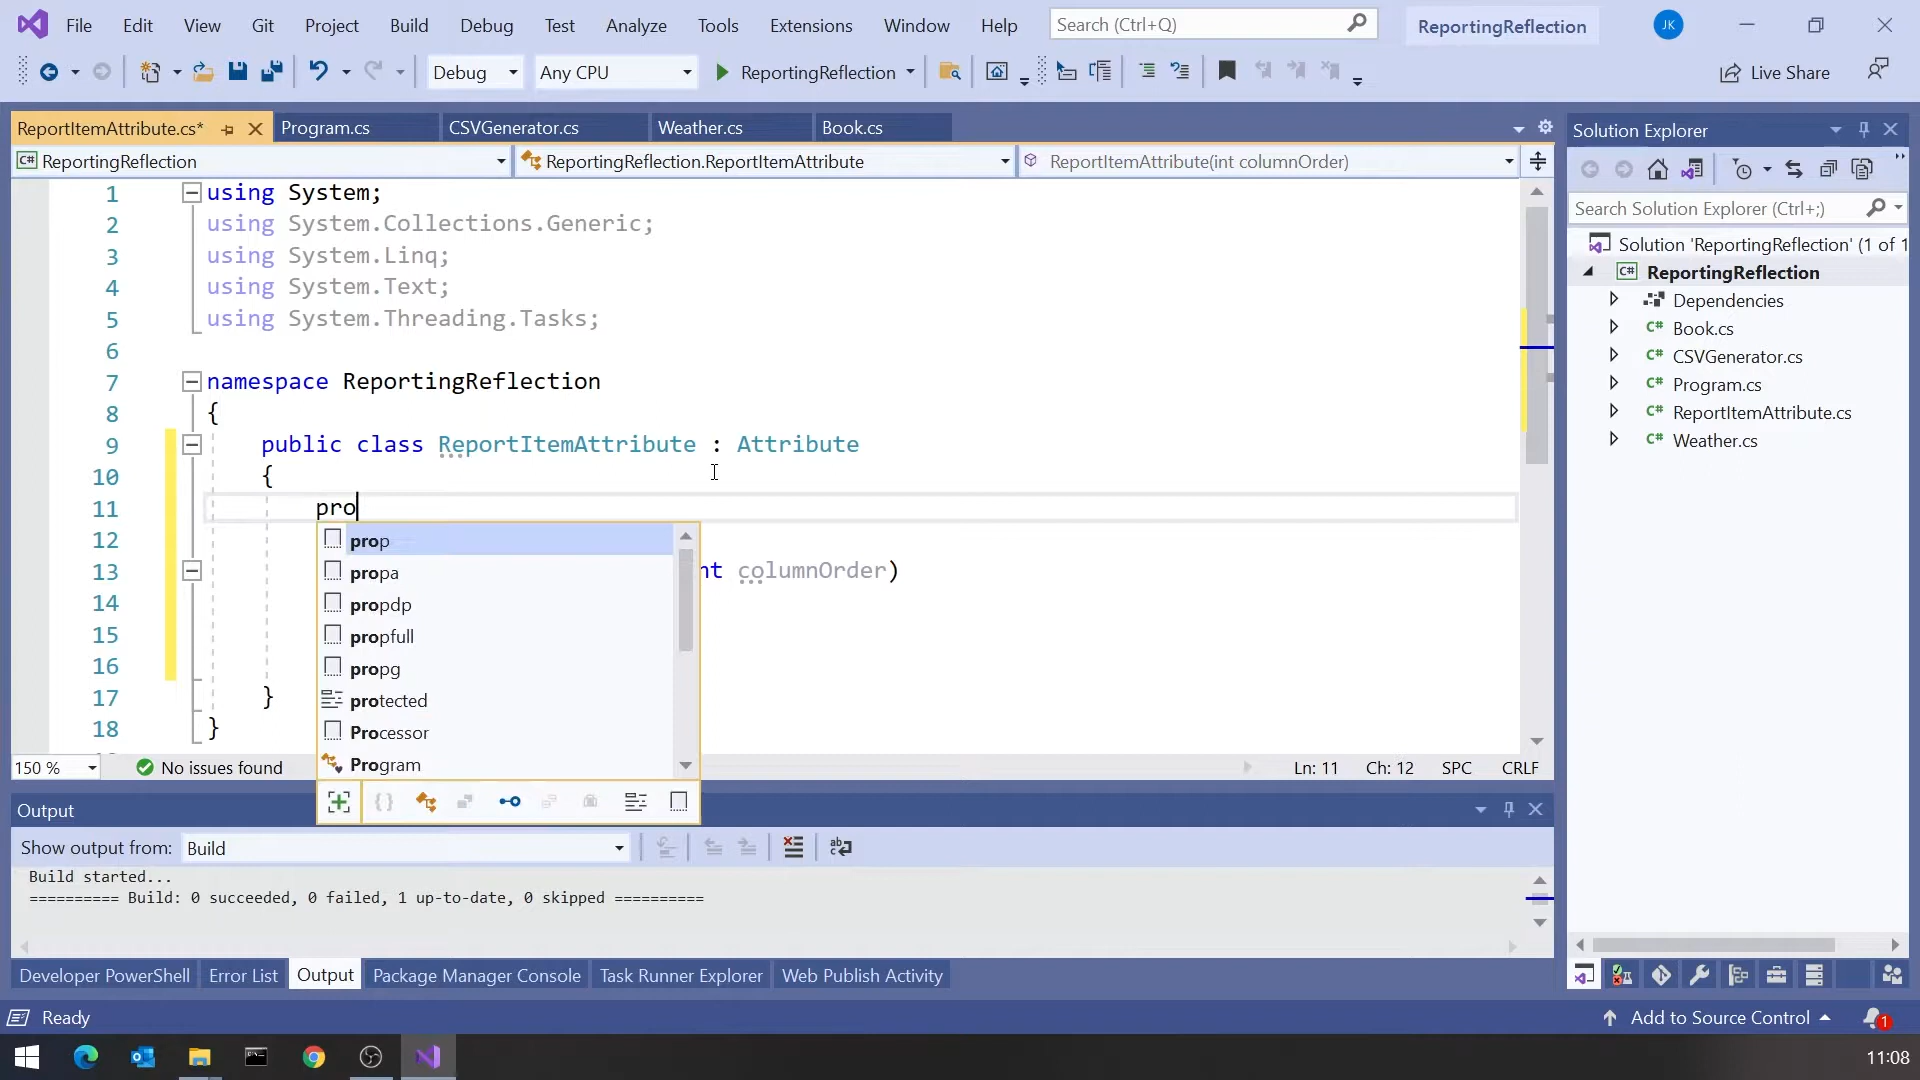 File Edit View Git Project Build Debug Test Analyze Tools Extensions Window Help Search (Ctrl+Q) ReportingReflection JK
Debug Any CPU ReportingReflection Live Share
ReportItemAttribute.cs* Program.cs CSVGenerator.cs Weather.cs Book.cs
C# ReportingReflection ReportingReflection.ReportItemAttribute ReportItemAttribute(int columnOrder)
1 using System;
2 using System.Collections.Generic;
3 using System.Linq;
4 using System.Text;
5 using System.Threading.Tasks;
6
7 namespace ReportingReflection
8 {
9 public class ReportItemAttribute : Attribute
10 {
11 pro
12
13 nt columnOrder)
14
15
16
17 }
18 }
prop
propa
propdp
propfull
propg
protected
Processor
Program
150 % No issues found Ln: 11 Ch: 12 SPC CRLF
Output
Show output from: Build
Build started...
========== Build: 0 succeeded, 0 failed, 1 up-to-date, 0 skipped ==========
Developer PowerShell Error List Output Package Manager Console Task Runner Explorer Web Publish Activity
Solution Explorer
Search Solution Explorer (Ctrl+;)
Solution 'ReportingReflection' (1 of 1
C# ReportingReflection
Dependencies
C# Book.cs
C# CSVGenerator.cs
C# Program.cs
C# ReportItemAttribute.cs
C# Weather.cs
Ready Add to Source Control 1
11:08